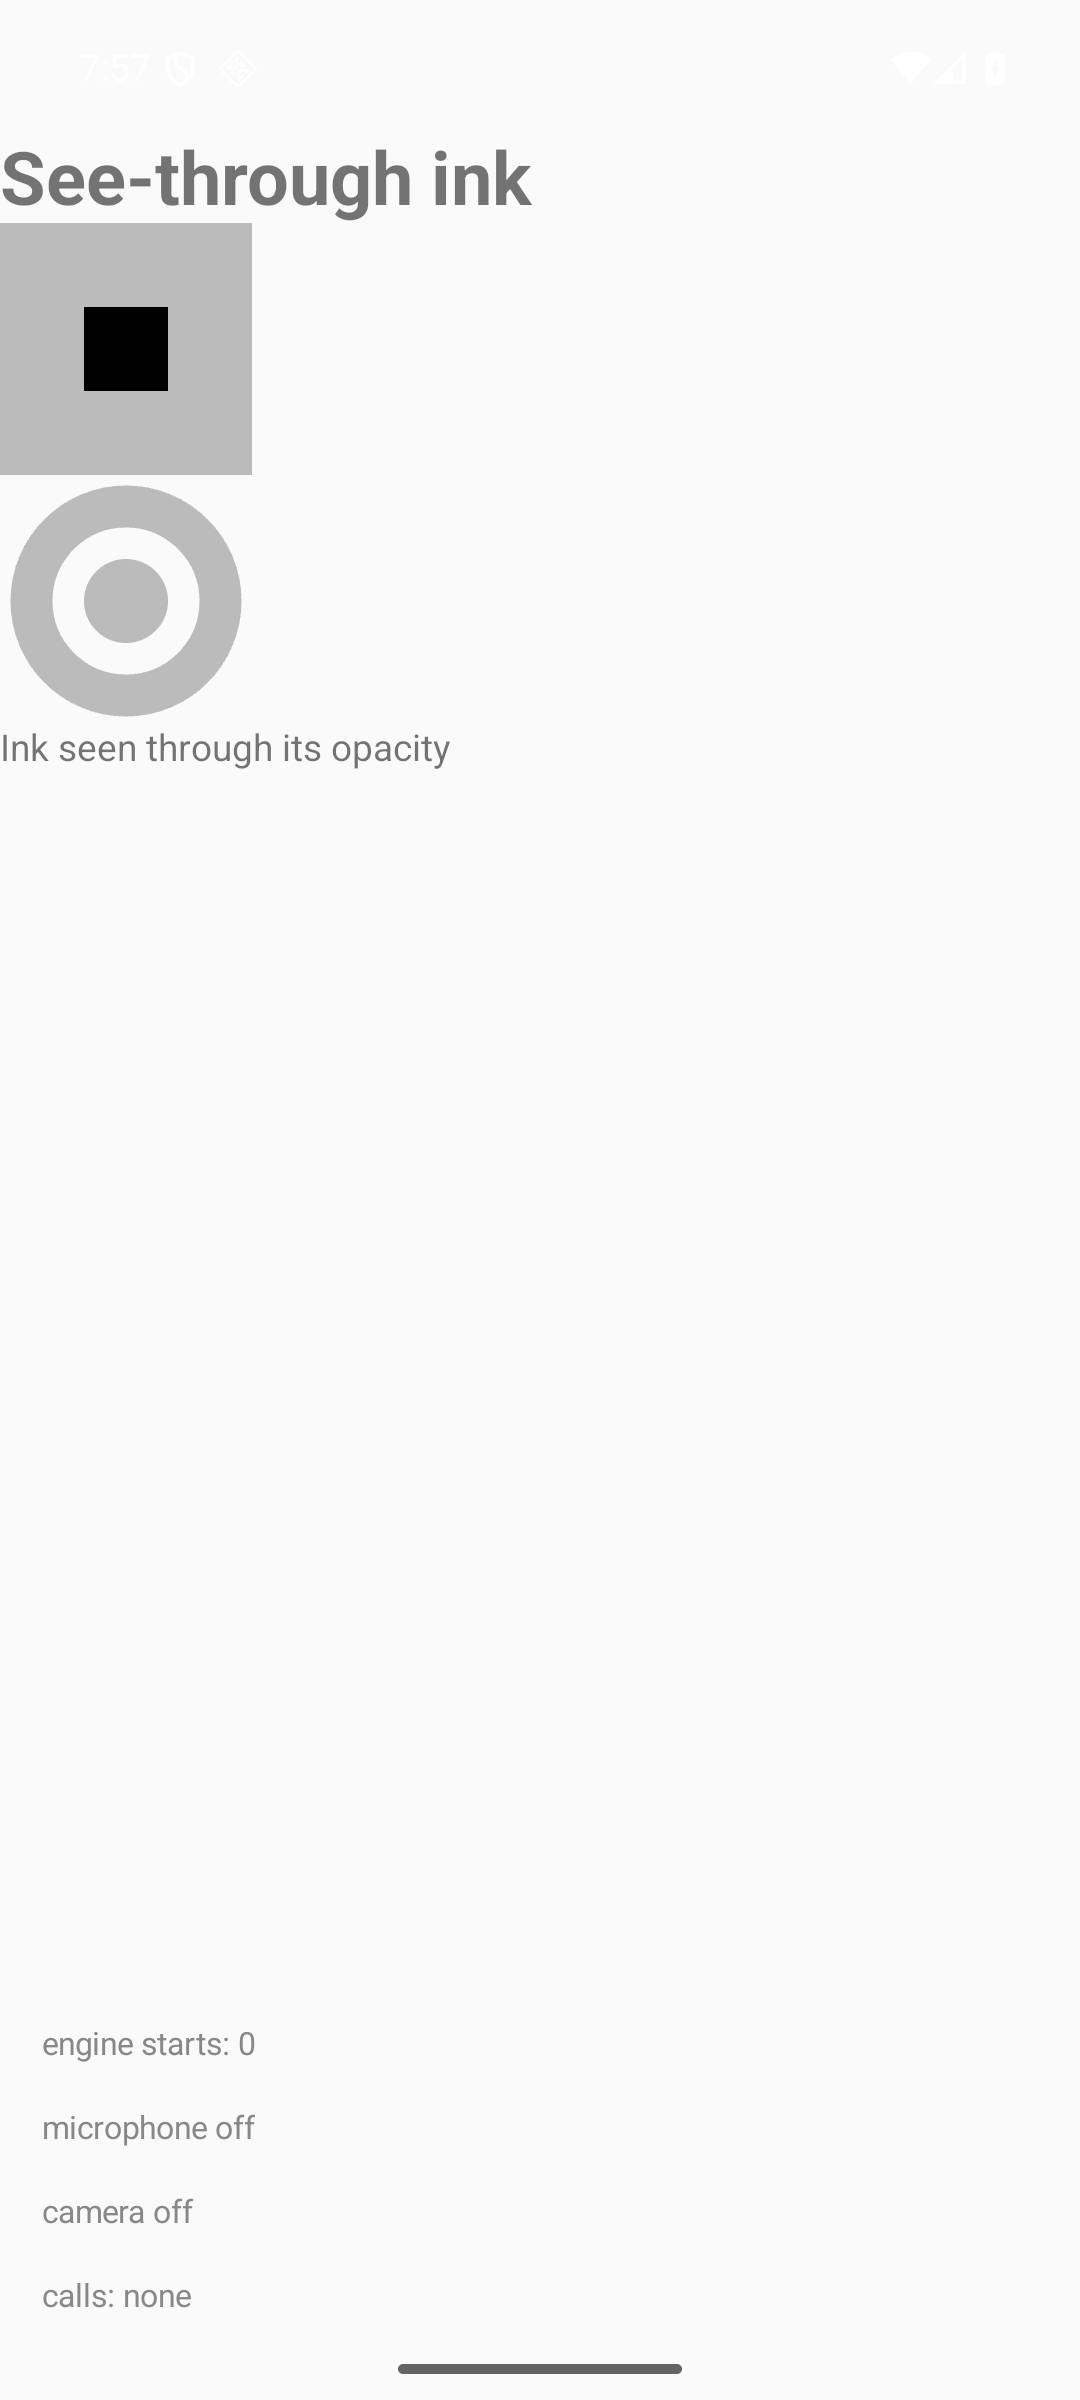 7:57
See-through ink
Ink seen through its opacity
engine starts: 0
microphone off
camera off
calls: none